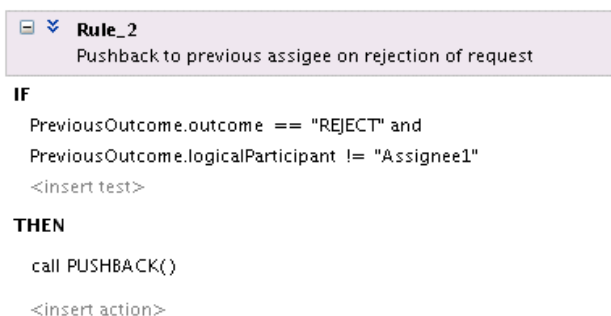 Rule_2
Pushback to previous assigee on rejection of request
IF
PreviousOutcome.outcome == "REJECT" and
PreviousOutcome.logicalParticipant != "Assignee1"
<insert test>
THEN
call PUSHBACK()
<insert action>